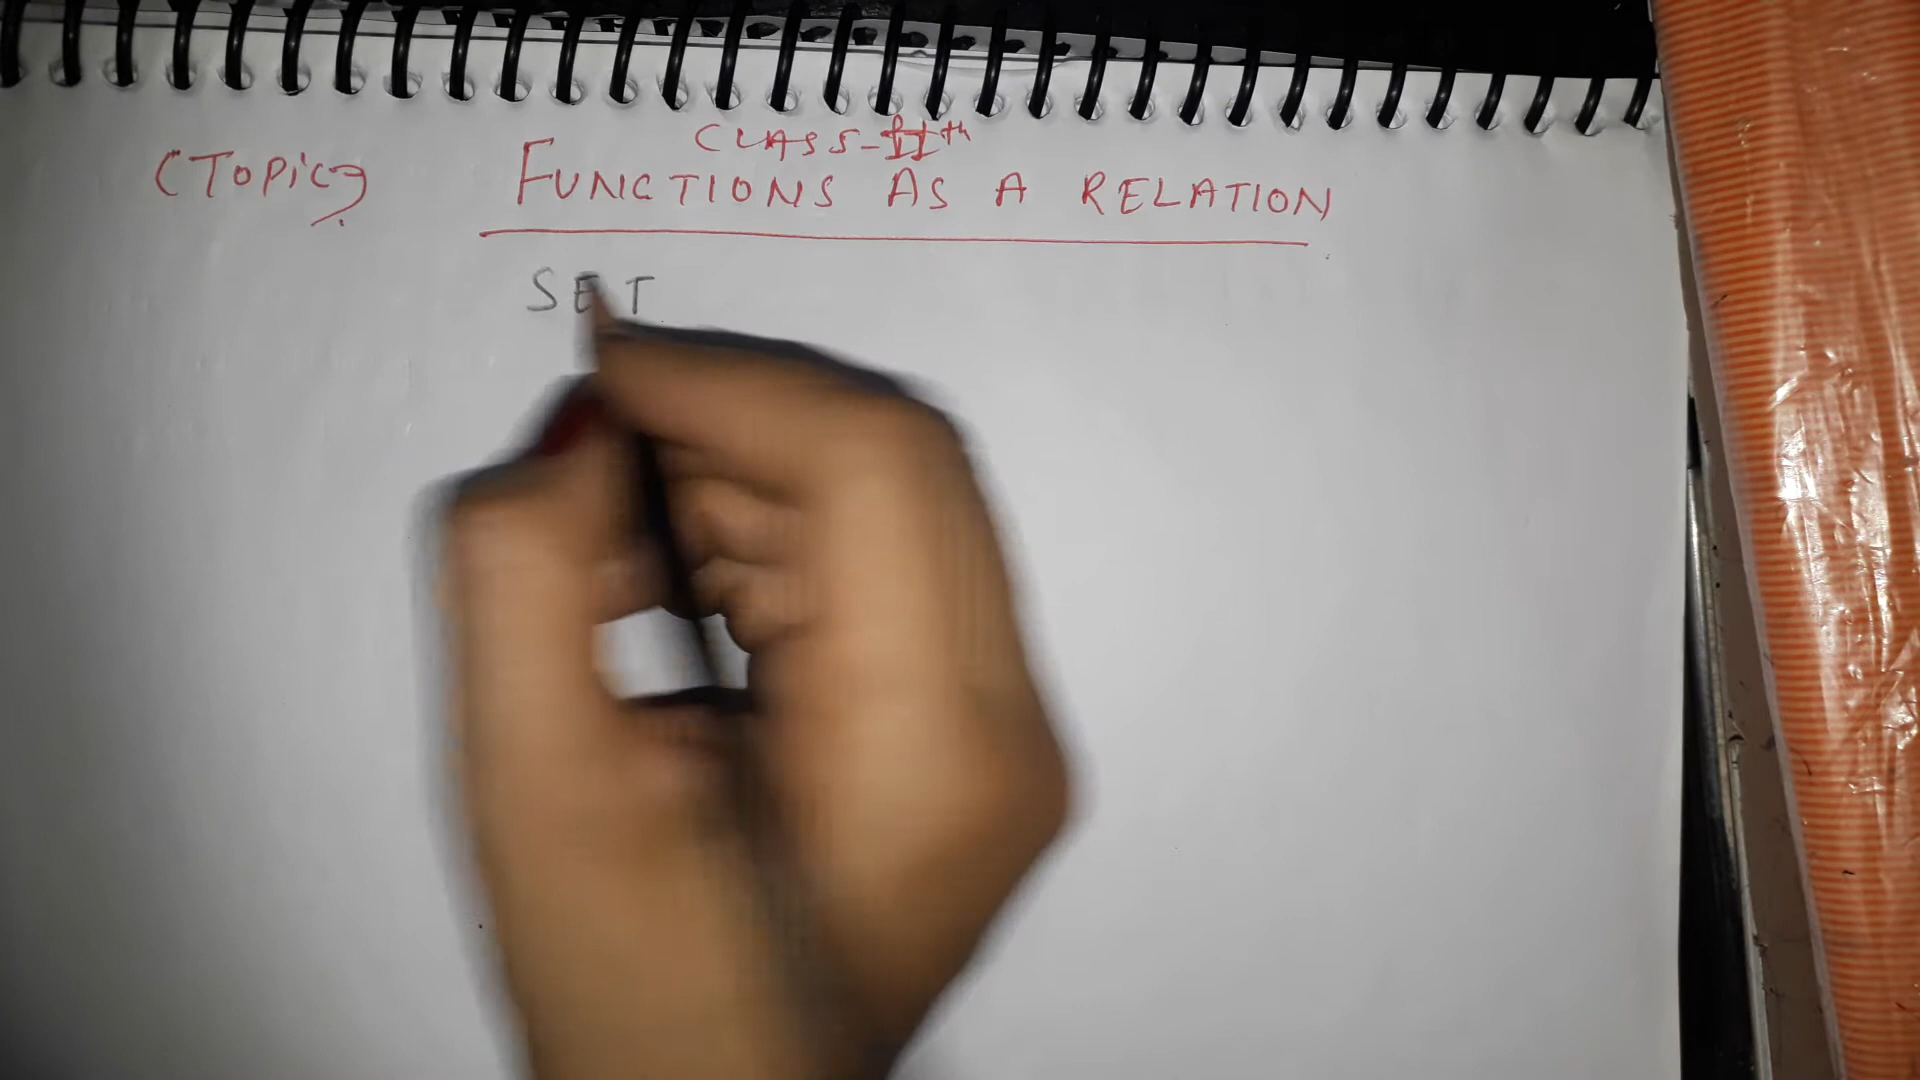 CLASS-11th
(TOPIC) FUNCTIONS AS A RELATION
SET